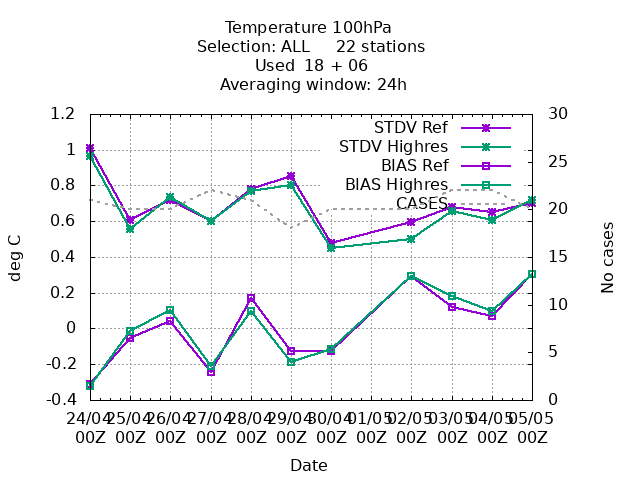 Temperature 100hPa
Selection: ALL     22 stations
Used  18 + 06
Averaging window: 24h
1.2
1
0.8
0.6
0.4
0.2
0
-0.2
-0.4
deg C
30
25
20
15
10
5
0
No cases
STDV Ref
STDV Highres
BIAS Ref
BIAS Highres
CASES
24/04 25/04 26/04 27/04 28/04 29/04 30/04 01/05 02/05 03/05 04/05 05/05
00Z 00Z 00Z 00Z 00Z 00Z 00Z 00Z 00Z 00Z 00Z 00Z
Date